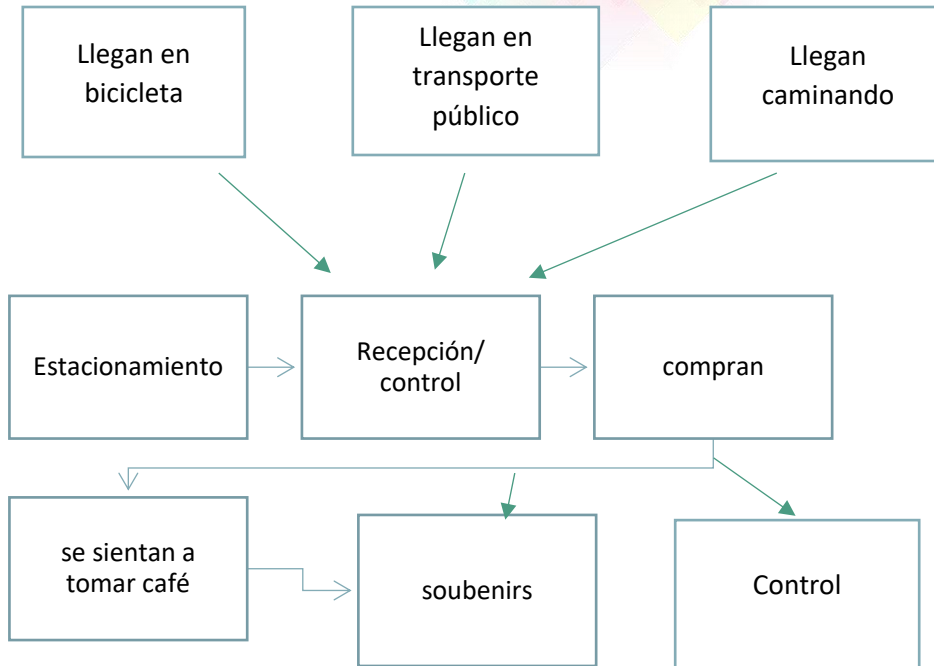 Llegan en
bicicleta
Llegan en
transporte
público
Llegan
caminando
Estacionamiento
Recepción/
control
compran
se sientan a
tomar café
soubenirs
Control